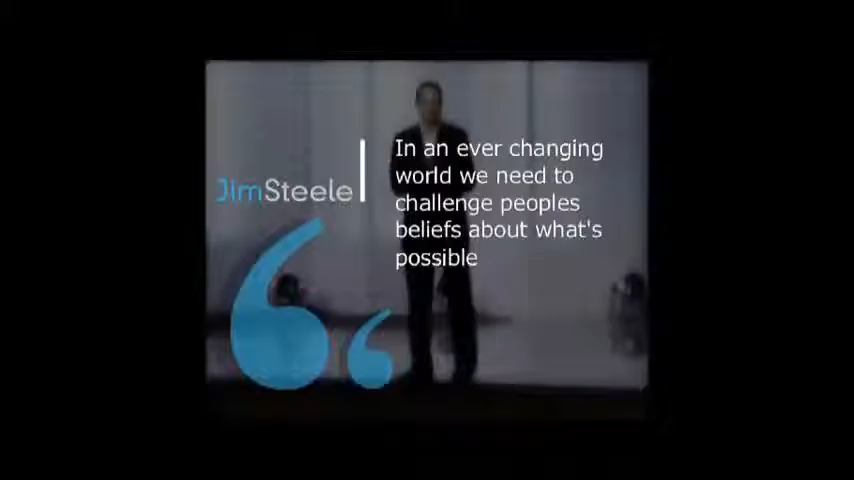 JimSteele
In an ever changing
world we need to
challenge peoples
beliefs about what's
possible